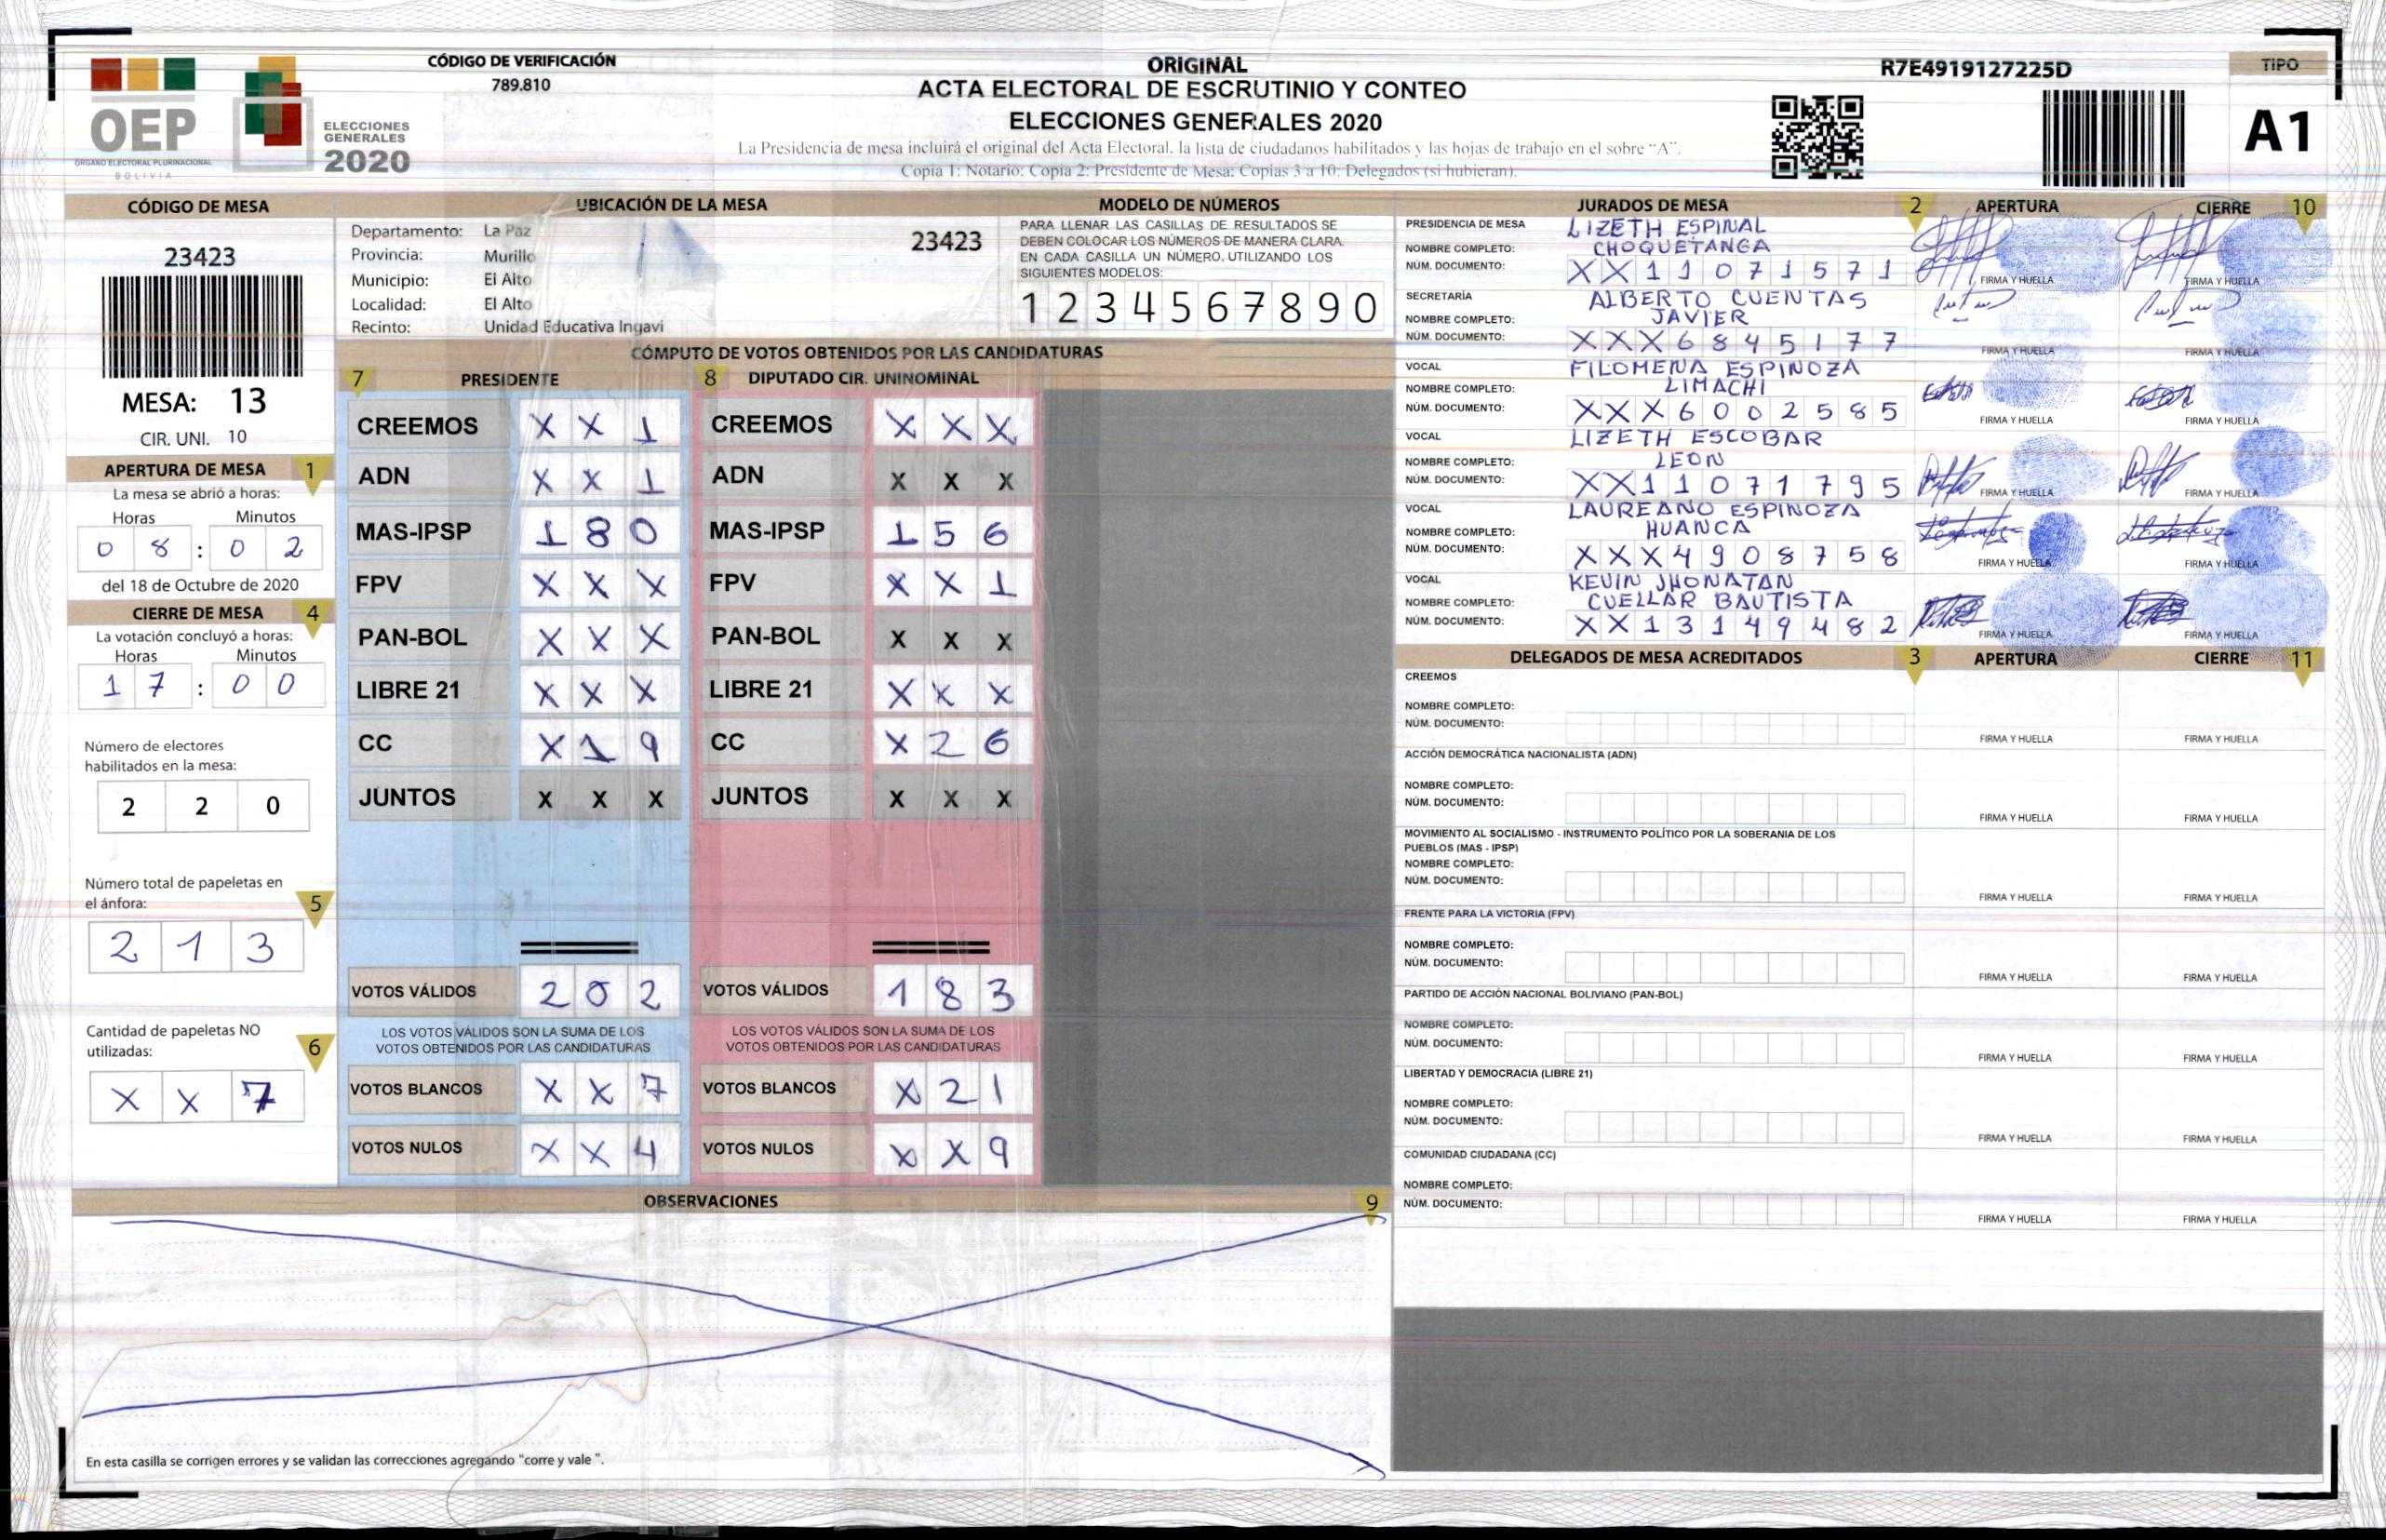 OEP
ÓRGANO ELECTORAL PLURINACIONAL
BOLIVIA
ELECCIONES
GENERALES
2020
CÓDIGO DE VERIFICACIÓN
789.810
ORIGINAL
ACTA ELECTORAL DE ESCRUTINIO Y CONTEO
ELECCIONES GENERALES 2020
La Presidencia de mesa incluirá el original del Acta Electoral, la lista de ciudadanos habilitados y las hojas de trabajo en el sobre "A".
Copia 1: Notario; Copia 2: Presidente de Mesa; Copias 3 a 10: Delegados (si hubieran).
R7E4919127225D
TIPO
A1
CÓDIGO DE MESA
23423
MESA: 13
CIR. UNI. 10
APERTURA DE MESA 1
La mesa se abrió a horas:
Horas Minutos
0 8 : 0 2
del 18 de Octubre de 2020
CIERRE DE MESA 4
La votación concluyó a horas:
Horas Minutos
1 7 : 0 0
Número de electores
habilitados en la mesa:
2 2 0
Número total de papeletas en
el ánfora: 5
2 1 3
Cantidad de papeletas NO
utilizadas: 6
X X 7
UBICACIÓN DE LA MESA
Departamento: La Paz
Provincia: Murillo
Municipio: El Alto
Localidad: El Alto
Recinto: Unidad Educativa Ingavi
23423
MODELO DE NÚMEROS
PARA LLENAR LAS CASILLAS DE RESULTADOS SE
DEBEN COLOCAR LOS NÚMEROS DE MANERA CLARA.
EN CADA CASILLA UN NÚMERO, UTILIZANDO LOS
SIGUIENTES MODELOS:
1 2 3 4 5 6 7 8 9 0
CÓMPUTO DE VOTOS OBTENIDOS POR LAS CANDIDATURAS
7 PRESIDENTE 8 DIPUTADO CIR. UNINOMINAL
CREEMOS X X 1 CREEMOS X X X
ADN X X 1 ADN X X X
MAS-IPSP 1 8 0 MAS-IPSP 1 5 6
FPV X X X FPV X X 1
PAN-BOL X X X PAN-BOL X X X
LIBRE 21 X X X LIBRE 21 X X X
CC X 1 9 CC X 2 6
JUNTOS X X X JUNTOS X X X
VOTOS VÁLIDOS 2 0 2 VOTOS VÁLIDOS 1 8 3
LOS VOTOS VÁLIDOS SON LA SUMA DE LOS LOS VOTOS VÁLIDOS SON LA SUMA DE LOS
VOTOS OBTENIDOS POR LAS CANDIDATURAS VOTOS OBTENIDOS POR LAS CANDIDATURAS
VOTOS BLANCOS X X 7 VOTOS BLANCOS X 2 1
VOTOS NULOS X X 4 VOTOS NULOS X X 9
OBSERVACIONES 9
En esta casilla se corrigen errores y se validan las correcciones agregando "corre y vale ".
JURADOS DE MESA 2 APERTURA CIERRE 10
PRESIDENCIA DE MESA LIZETH ESPINAL
NOMBRE COMPLETO: CHOQUETANGA
NÚM. DOCUMENTO: X X 1 1 0 7 1 5 7 1 FIRMA Y HUELLA FIRMA Y HUELLA
SECRETARÍA ALBERTO CUENTAS
NOMBRE COMPLETO: JAVIER
NÚM. DOCUMENTO: X X X 6 8 4 5 1 7 7 FIRMA Y HUELLA FIRMA Y HUELLA
VOCAL FILOMENA ESPINOZA
NOMBRE COMPLETO: LIMACHI
NÚM. DOCUMENTO: X X X 6 0 0 2 5 8 5 FIRMA Y HUELLA FIRMA Y HUELLA
VOCAL LIZETH ESCOBAR
NOMBRE COMPLETO: LEON
NÚM. DOCUMENTO: X X 1 1 0 7 1 7 9 5 FIRMA Y HUELLA FIRMA Y HUELLA
VOCAL LAUREANO ESPINOZA
NOMBRE COMPLETO: HUANCA
NÚM. DOCUMENTO: X X X 4 9 0 8 7 5 8 FIRMA Y HUELLA FIRMA Y HUELLA
VOCAL KEVIN JHONATAN
NOMBRE COMPLETO: CUELLAR BAUTISTA
NÚM. DOCUMENTO: X X 1 3 1 4 9 4 8 2 FIRMA Y HUELLA FIRMA Y HUELLA
DELEGADOS DE MESA ACREDITADOS 3 APERTURA CIERRE 11
CREEMOS
NOMBRE COMPLETO:
NÚM. DOCUMENTO: FIRMA Y HUELLA FIRMA Y HUELLA
ACCIÓN DEMOCRÁTICA NACIONALISTA (ADN)
NOMBRE COMPLETO:
NÚM. DOCUMENTO: FIRMA Y HUELLA FIRMA Y HUELLA
MOVIMIENTO AL SOCIALISMO - INSTRUMENTO POLÍTICO POR LA SOBERANIA DE LOS
PUEBLOS (MAS - IPSP)
NOMBRE COMPLETO:
NÚM. DOCUMENTO: FIRMA Y HUELLA FIRMA Y HUELLA
FRENTE PARA LA VICTORIA (FPV)
NOMBRE COMPLETO:
NÚM. DOCUMENTO: FIRMA Y HUELLA FIRMA Y HUELLA
PARTIDO DE ACCIÓN NACIONAL BOLIVIANO (PAN-BOL)
NOMBRE COMPLETO:
NÚM. DOCUMENTO: FIRMA Y HUELLA FIRMA Y HUELLA
LIBERTAD Y DEMOCRACIA (LIBRE 21)
NOMBRE COMPLETO:
NÚM. DOCUMENTO: FIRMA Y HUELLA FIRMA Y HUELLA
COMUNIDAD CIUDADANA (CC)
NOMBRE COMPLETO:
NÚM. DOCUMENTO: FIRMA Y HUELLA FIRMA Y HUELLA